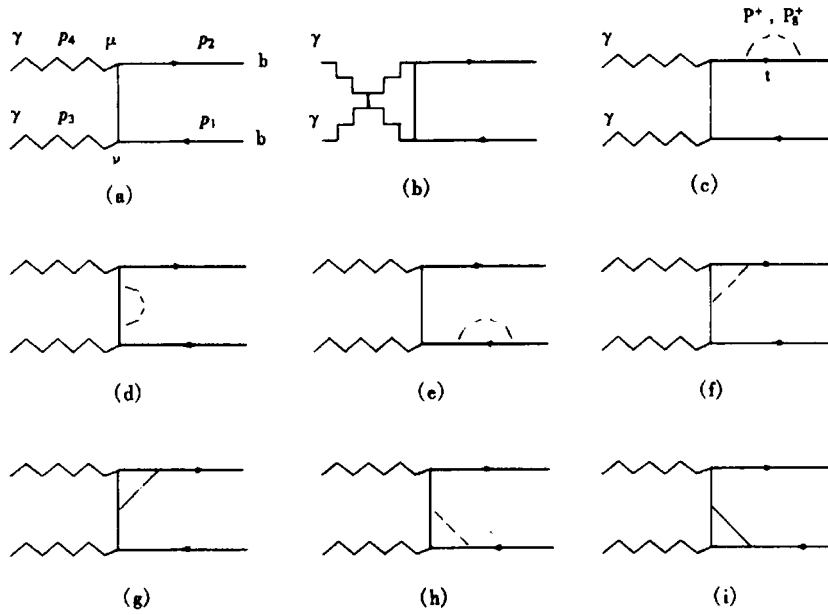 γ p₄ μ p₂ b
γ p₃ ν p₁ b
(a)
γ
γ
(b)
P⁺, P₈⁺
γ
t
γ
(c)
(d)
(e)
(f)
(g)
(h)
(i)